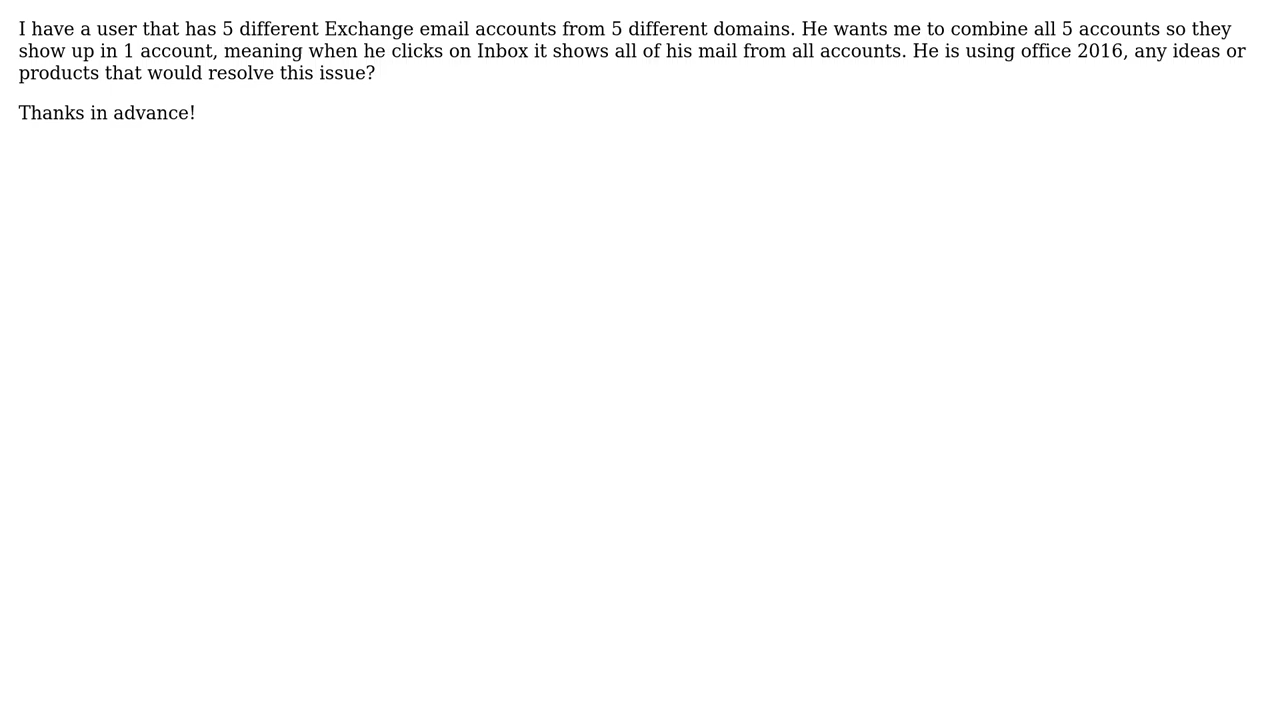 I have a user that has 5 different Exchange email accounts from 5 different domains. He wants me to combine all 5 accounts so they
show up in 1 account, meaning when he clicks on Inbox it shows all of his mail from all accounts. He is using office 2016, any ideas or
products that would resolve this issue?
Thanks in advance!